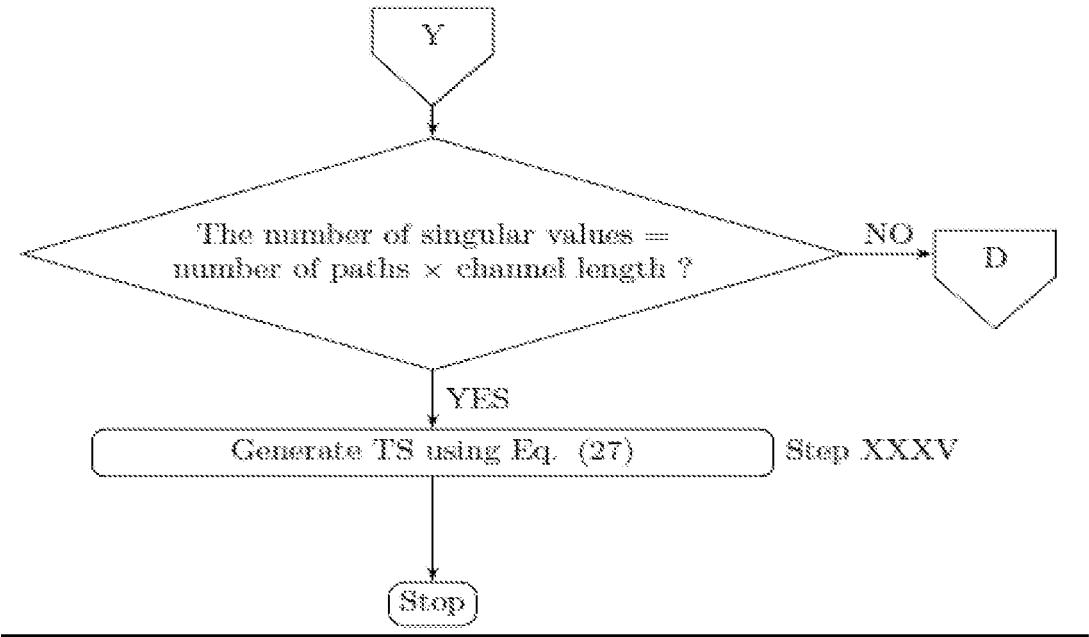 Y
The number of singular values =
number of paths × channel length ?
NO
D
YES
Generate TS using Eq. (27)
Step XXXV
Stop